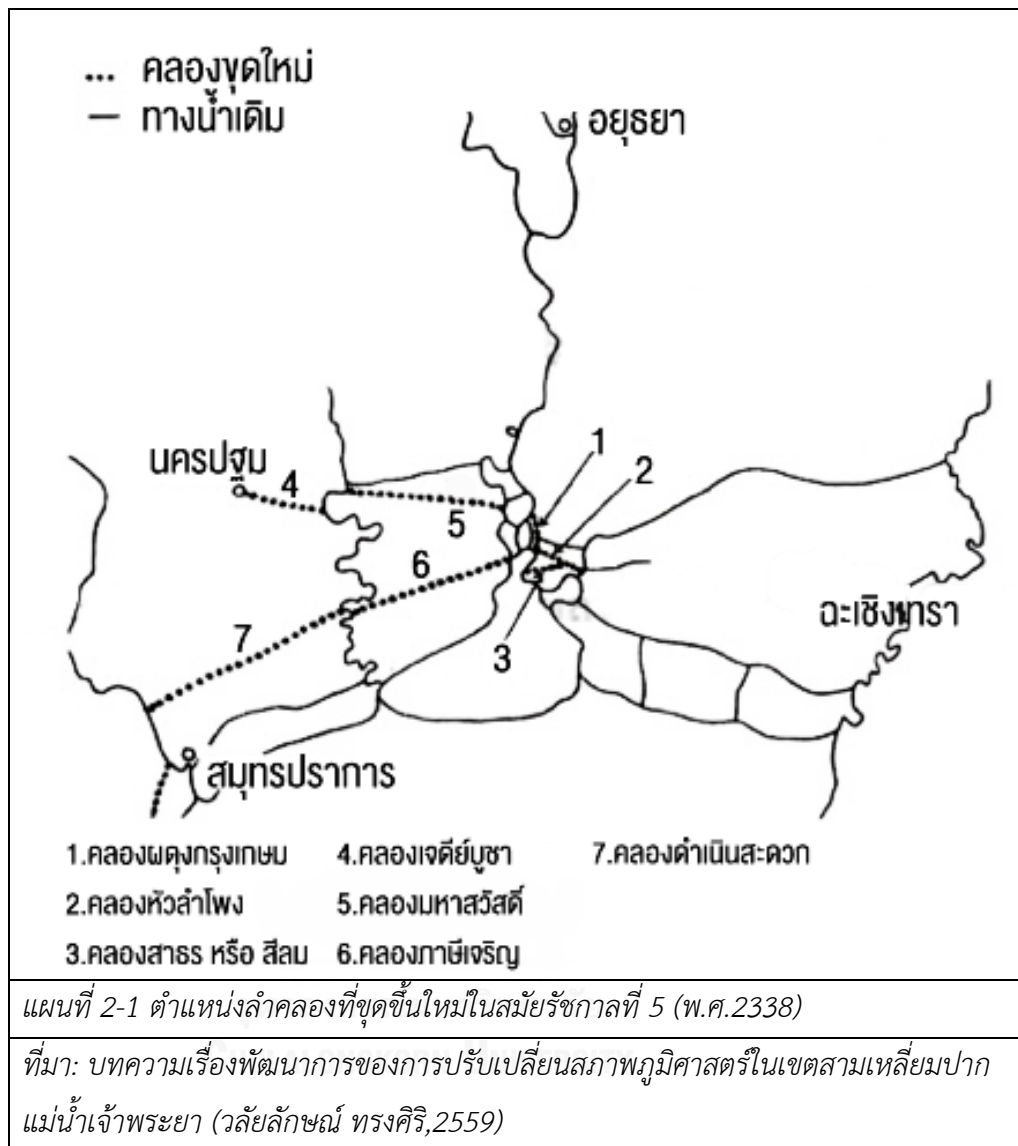 ... คลองขุดใหม่
— ทางน้ำเดิม
อยุธยา
นครปฐม
1
2
4
5
6
ฉะเชิงเทรา
7
3
สมุทรปราการ
1.คลองผดุงกรุงเกษม 4.คลองเจดีย์บูชา 7.คลองดำเนินสะดวก
2.คลองหัวลำโพง 5.คลองมหาสวัสดิ์
3.คลองสาธร หรือ สีลม 6.คลองภาษีเจริญ
แผนที่ 2-1 ตำแหน่งลำคลองที่ขุดขึ้นใหม่ในสมัยรัชกาลที่ 5 (พ.ศ.2338)
ที่มา: บทความเรื่องพัฒนาการของการปรับเปลี่ยนสภาพภูมิศาสตร์ในเขตสามเหลี่ยมปาก
แม่น้ำเจ้าพระยา (วลัยลักษณ์ ทรงศิริ,2559)